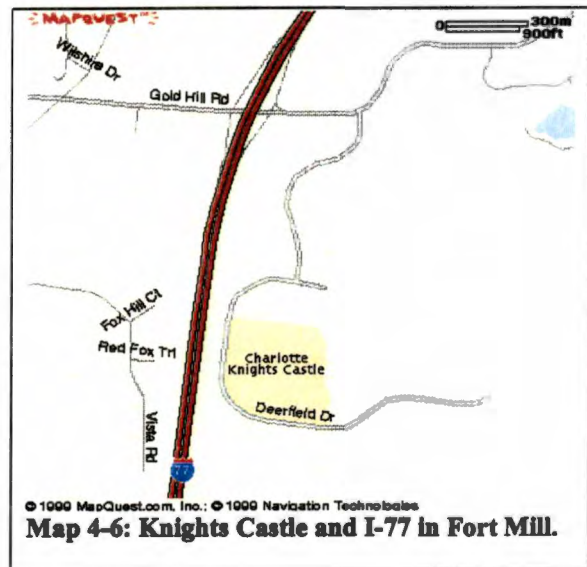 MAPQUEST
0 300m
900ft
Wilshire Dr
Gold Hill Rd
Fox Hill Ct
Red Fox Trl
Vista Rd
Charlotte
Knights Castle
Deerfield Dr
77
© 1999 MapQuest.com, Inc.; © 1999 Navigation Technologies
Map 4-6: Knights Castle and I-77 in Fort Mill.